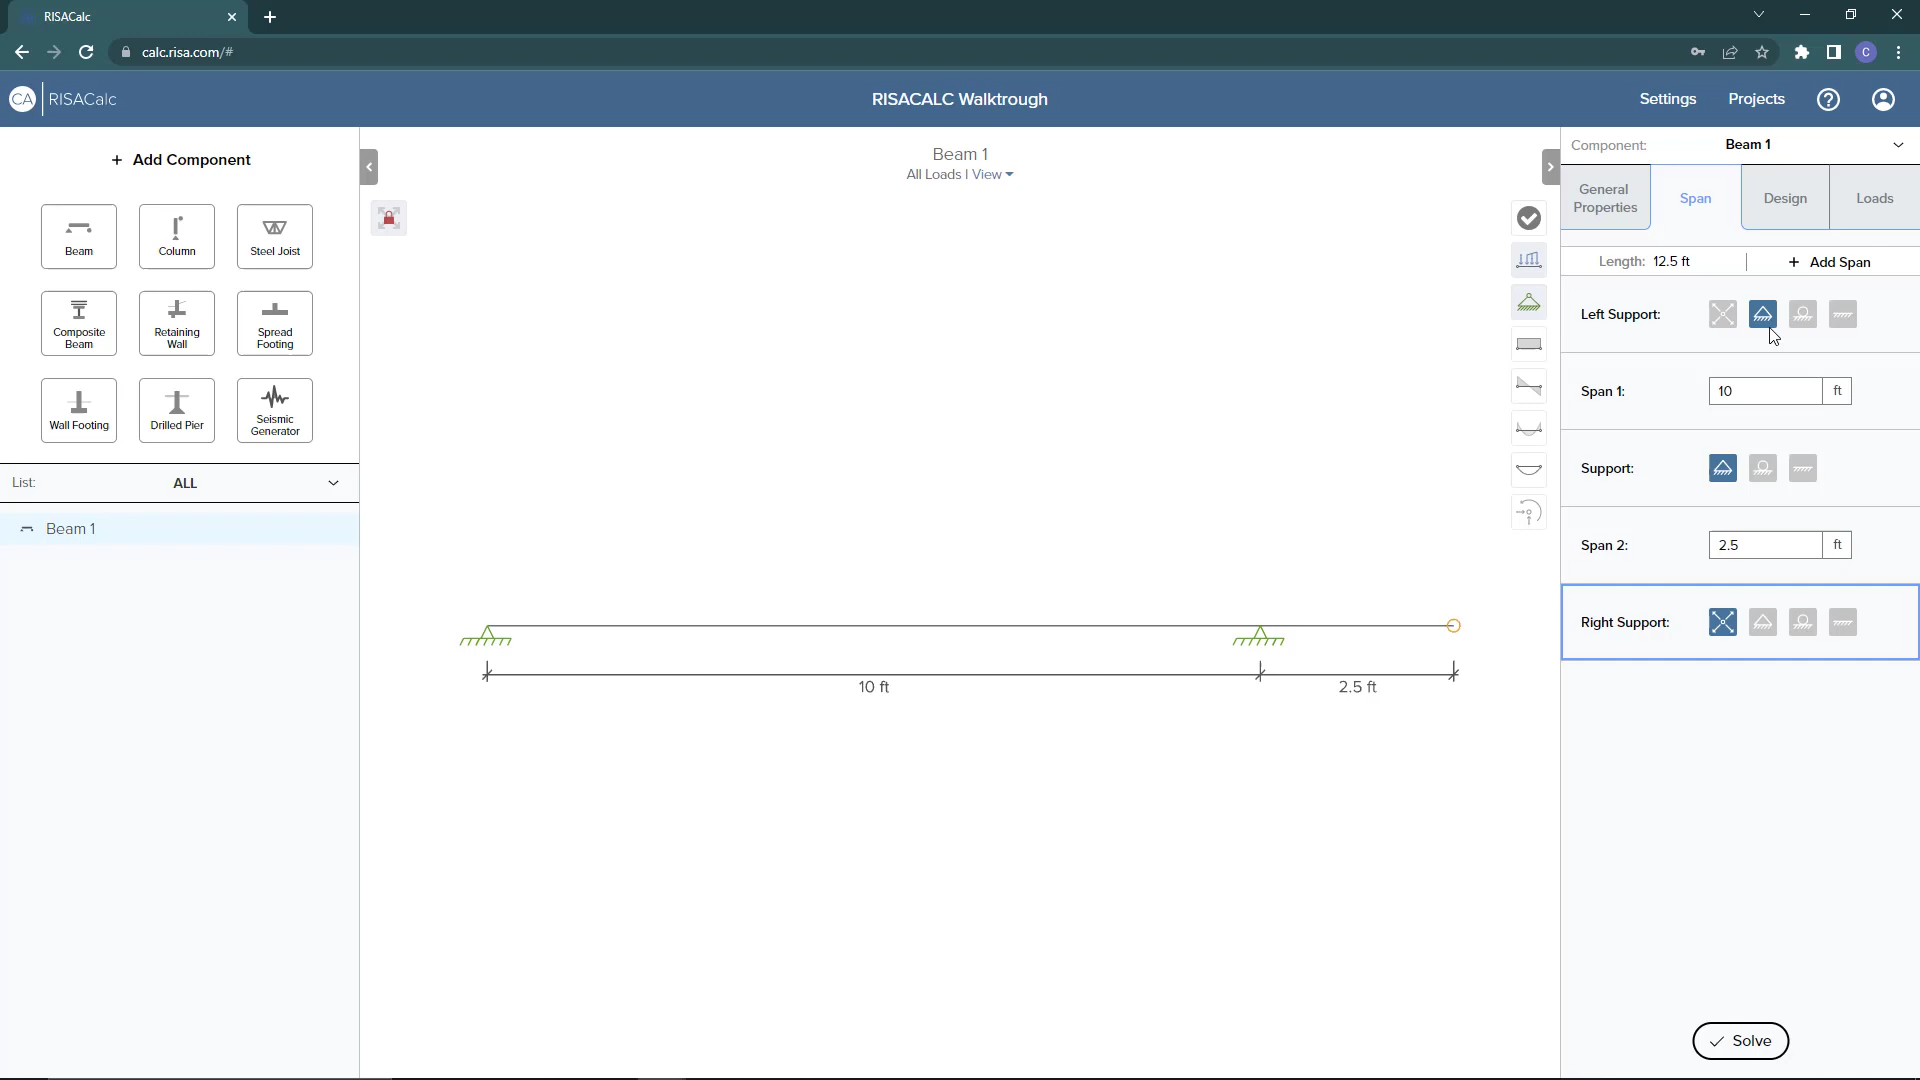 RISACalc
calc.risa.com/#
C
CA RISACalc
RISACALC Walktrough
Settings
Projects
?
+ Add Component
Beam
Column
Steel Joist
Composite
Beam
Retaining
Wall
Spread
Footing
Wall Footing
Drilled Pier
Seismic
Generator
List:
ALL
Beam 1
Beam 1
All Loads | View
10 ft
2.5 ft
Component:
Beam 1
General
Properties
Span
Design
Loads
Length: 12.5 ft
+ Add Span
Left Support:
Span 1:
10
ft
Support:
Span 2:
2.5
ft
Right Support:
Solve